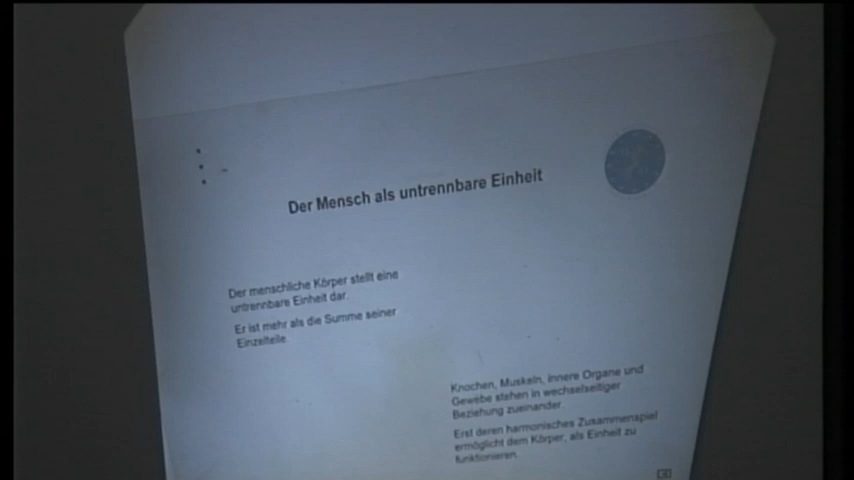 Der Mensch als untrennbare Einheit
Der menschliche Körper stellt eine
untrennbare Einheit dar.
Er ist mehr als die Summe seiner
Einzelteile.
Knochen, Muskeln, innere Organe und
Gewebe stehen in wechselseitiger
Beziehung zueinander.
Erst deren harmonisches Zusammenspiel
ermöglicht dem Körper, als Einheit zu
funktionieren.